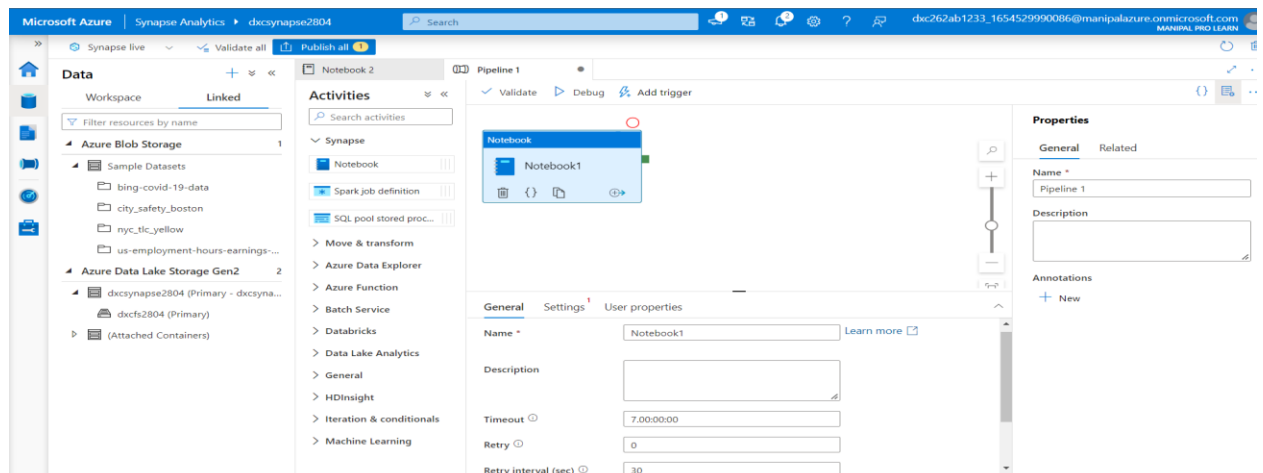 Microsoft Azure | Synapse Analytics ▸ dxcsynapse2804
Search
1
2
dxc262ab1233_1654529990086@manipalazure.onmicrosoft.com
MANIPAL PRO LEARN
Synapse live
Validate all
Publish all 1
Data
Workspace Linked
Filter resources by name
Azure Blob Storage 1
Sample Datasets
bing-covid-19-data
city_safety_boston
nyc_tlc_yellow
us-employment-hours-earnings-...
Azure Data Lake Storage Gen2 2
dxcsynapse2804 (Primary - dxcsyna...
dxcfs2804 (Primary)
(Attached Containers)
Notebook 2
Pipeline 1
Activities
Search activities
Synapse
Notebook
Spark job definition
SQL pool stored proc...
Move & transform
Azure Data Explorer
Azure Function
Batch Service
Databricks
Data Lake Analytics
General
HDInsight
Iteration & conditionals
Machine Learning
Validate Debug Add trigger
Notebook
Notebook1
General Settings 1 User properties
Name * Notebook1 Learn more
Description
Timeout 7.00:00:00
Retry 0
Retry interval (sec) 30
Properties
General Related
Name *
Pipeline 1
Description
Annotations
New